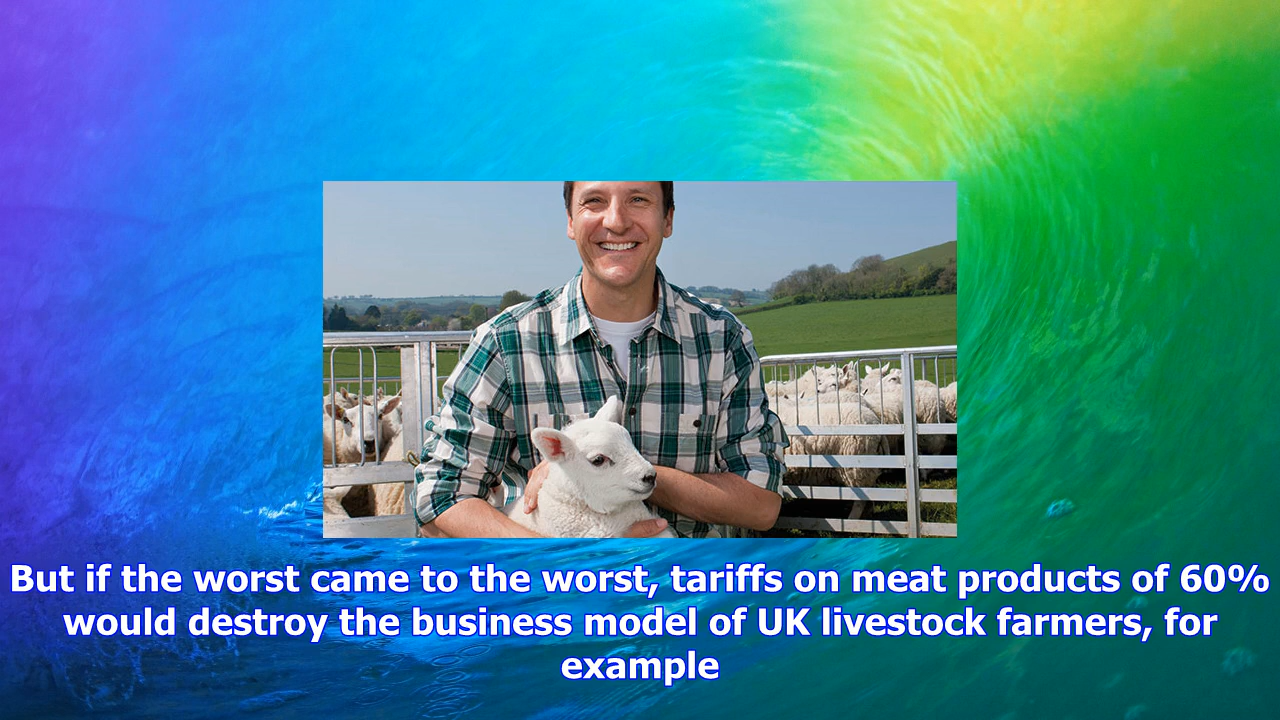 But if the worst came to the worst, tariffs on meat products of 60%
would destroy the business model of UK livestock farmers, for
example